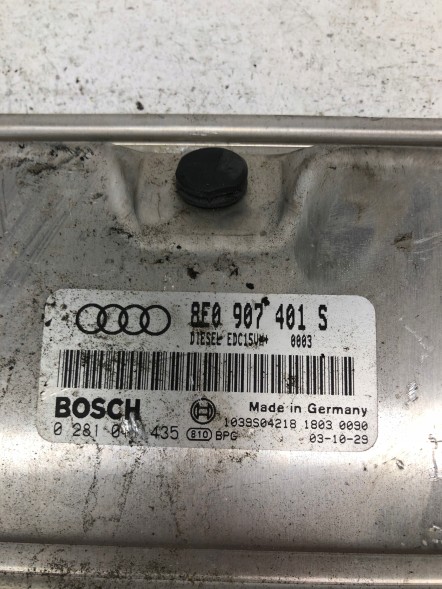 8E0 907 401 S
DIESEL 0003
BOSCH
Made in Germany
0 281 435 810 BPG
1039S04218 1803 0090
03-10-29